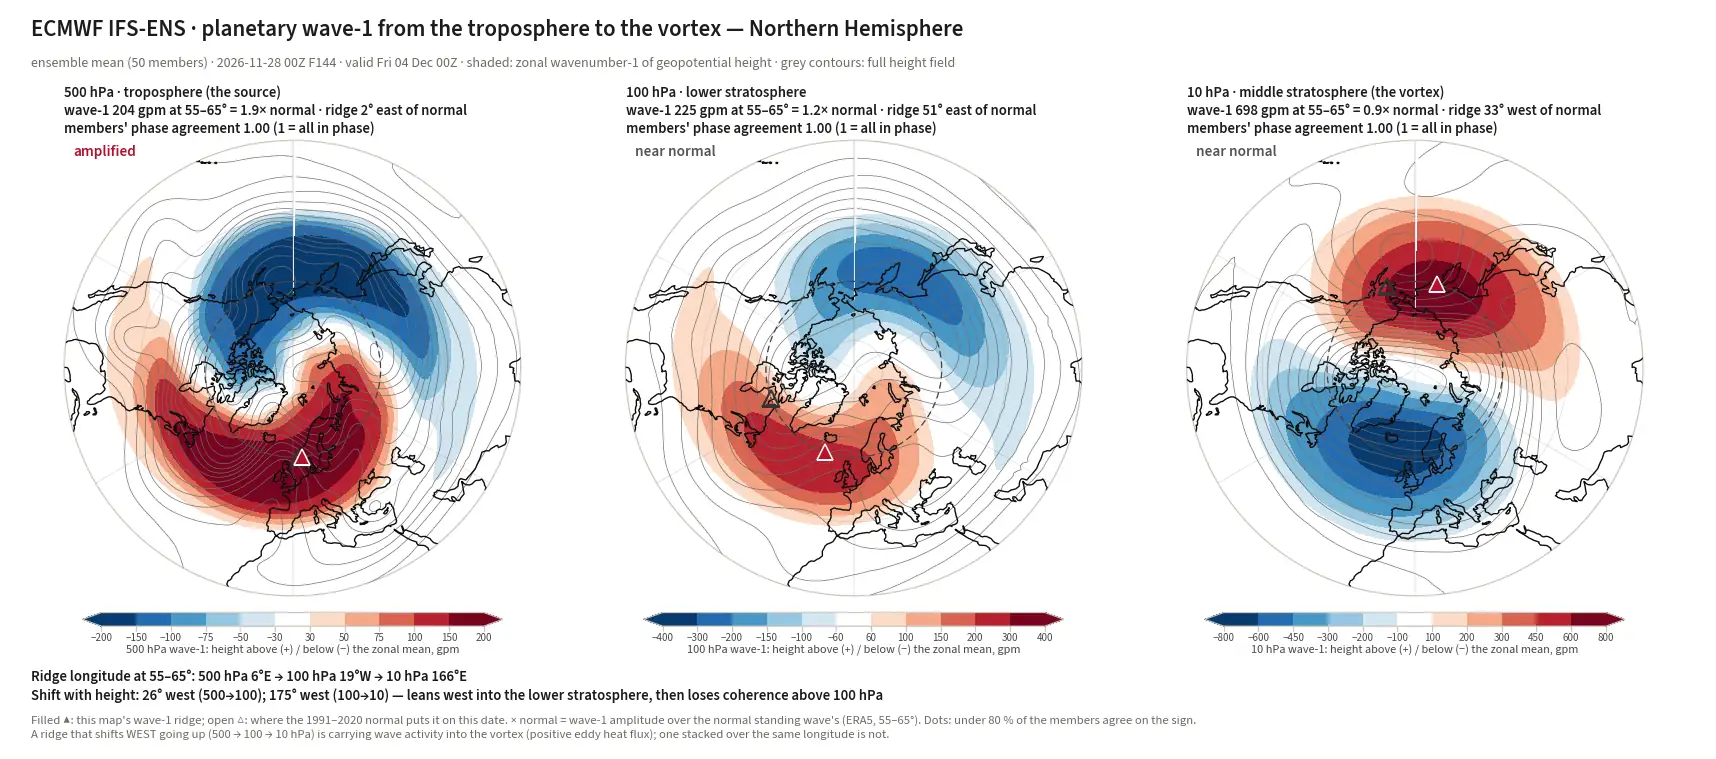 ECMWF IFS-ENS · planetary wave-1 from the troposphere to the vortex — Northern Hemisphere
ensemble mean (50 members) · 2026-11-28 00Z F144 · valid Fri 04 Dec 00Z · shaded: zonal wavenumber-1 of geopotential height · grey contours: full height field
500 hPa · troposphere (the source)
wave-1 204 gpm at 55–65° = 1.9× normal · ridge 2° east of normal
members' phase agreement 1.00 (1 = all in phase)
amplified
100 hPa · lower stratosphere
wave-1 225 gpm at 55–65° = 1.2× normal · ridge 51° east of normal
members' phase agreement 1.00 (1 = all in phase)
near normal
10 hPa · middle stratosphere (the vortex)
wave-1 698 gpm at 55–65° = 0.9× normal · ridge 33° west of normal
members' phase agreement 1.00 (1 = all in phase)
near normal
−200 −150 −100 −75 −50 −30 30 50 75 100 150 200
500 hPa wave-1: height above (+) / below (−) the zonal mean, gpm
−400 −300 −200 −150 −100 −60 60 100 150 200 300 400
100 hPa wave-1: height above (+) / below (−) the zonal mean, gpm
−800 −600 −450 −300 −200 −100 100 200 300 450 600 800
10 hPa wave-1: height above (+) / below (−) the zonal mean, gpm
Ridge longitude at 55–65°: 500 hPa 6°E → 100 hPa 19°W → 10 hPa 166°E
Shift with height: 26° west (500→100); 175° west (100→10) — leans west into the lower stratosphere, then loses coherence above 100 hPa
Filled ▲: this map's wave-1 ridge; open △: where the 1991–2020 normal puts it on this date. × normal = wave-1 amplitude over the normal standing wave's (ERA5, 55–65°). Dots: under 80 % of the members agree on the sign.
A ridge that shifts WEST going up (500 → 100 → 10 hPa) is carrying wave activity into the vortex (positive eddy heat flux); one stacked over the same longitude is not.